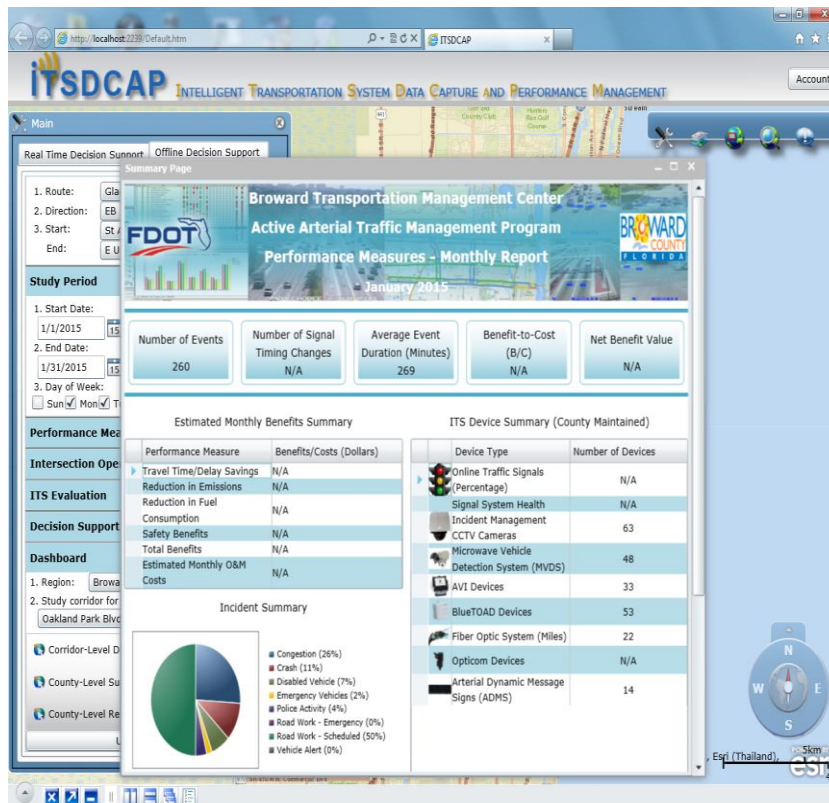 http://localhost:2239/Default.htm
ITSDCAP
iTSDCAP INTELLIGENT TRANSPORTATION SYSTEM DATA CAPTURE AND PERFORMANCE MANAGEMENT
Account
Main
Real Time Decision Support
Offline Decision Support
1. Route:
2. Direction: EB
3. Start:
End:
Study Period
1. Start Date:
1/1/2015
15
2. End Date:
1/31/2015
15
3. Day of Week:
Sun Mon
Performance
Intersection
ITS Evaluation
Decision Support
Dashboard
1. Region:
2. Study corridor for
Oakland Park
Corridor-Level
County-Level
County-Level
Summary Page
FDOT
Broward Transportation Management Center
Active Arterial Traffic Management Program
Performance Measures - Monthly Report
January 2015
BROWARD
COUNTY
FLORIDA
Number of Events
260
Number of Signal
Timing Changes
N/A
Average Event
Duration (Minutes)
269
Benefit-to-Cost
(B/C)
N/A
Net Benefit Value
N/A
Estimated Monthly Benefits Summary
Performance Measure Benefits/Costs (Dollars)
Travel Time/Delay Savings N/A
Reduction in Emissions N/A
Reduction in Fuel
Consumption N/A
Safety Benefits N/A
Total Benefits N/A
Estimated Monthly O&M
Costs N/A
Incident Summary
Congestion (26%)
Crash (11%)
Disabled Vehicle (7%)
Emergency Vehicles (2%)
Police Activity (4%)
Road Work - Emergency (0%)
Road Work - Scheduled (50%)
Vehicle Alert (0%)
ITS Device Summary (County Maintained)
Device Type Number of Devices
Online Traffic Signals
(Percentage) N/A
Signal System Health N/A
Incident Management
CCTV Cameras 63
Microwave Vehicle
Detection System (MVDS) 48
AVI Devices 33
BlueTOAD Devices 53
Fiber Optic System (Miles) 22
Opticom Devices N/A
Arterial Dynamic Message
Signs (ADMS) 14
N
W E
S
Esri (Thailand),
5km
esri